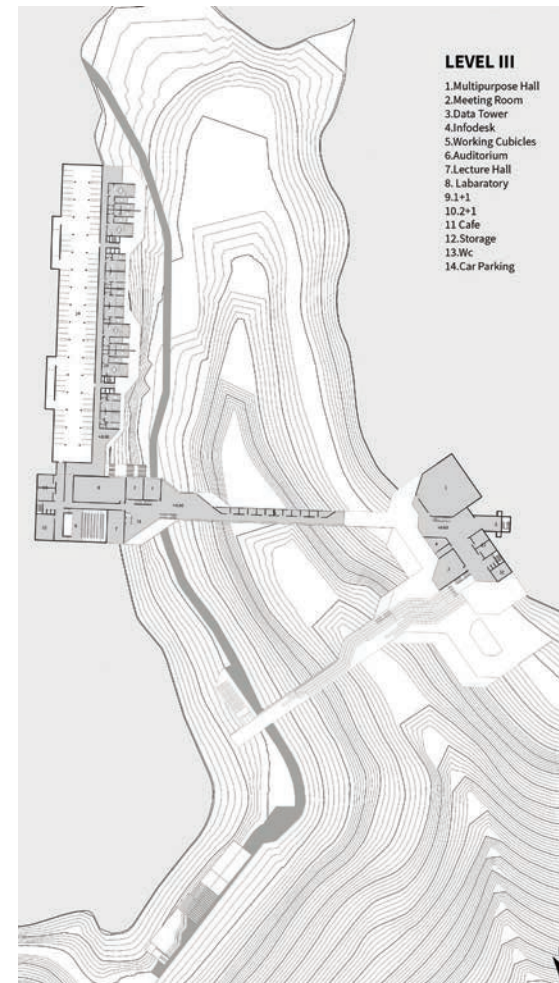 LEVEL III
1.Multipurpose Hall
2.Meeting Room
3.Data Tower
4.Infodesk
5.Working Cubicles
6.Auditorium
7.Lecture Hall
8. Labaratory
9.1+1
10.2+1
11 Cafe
12.Storage
13.Wc
14.Car Parking